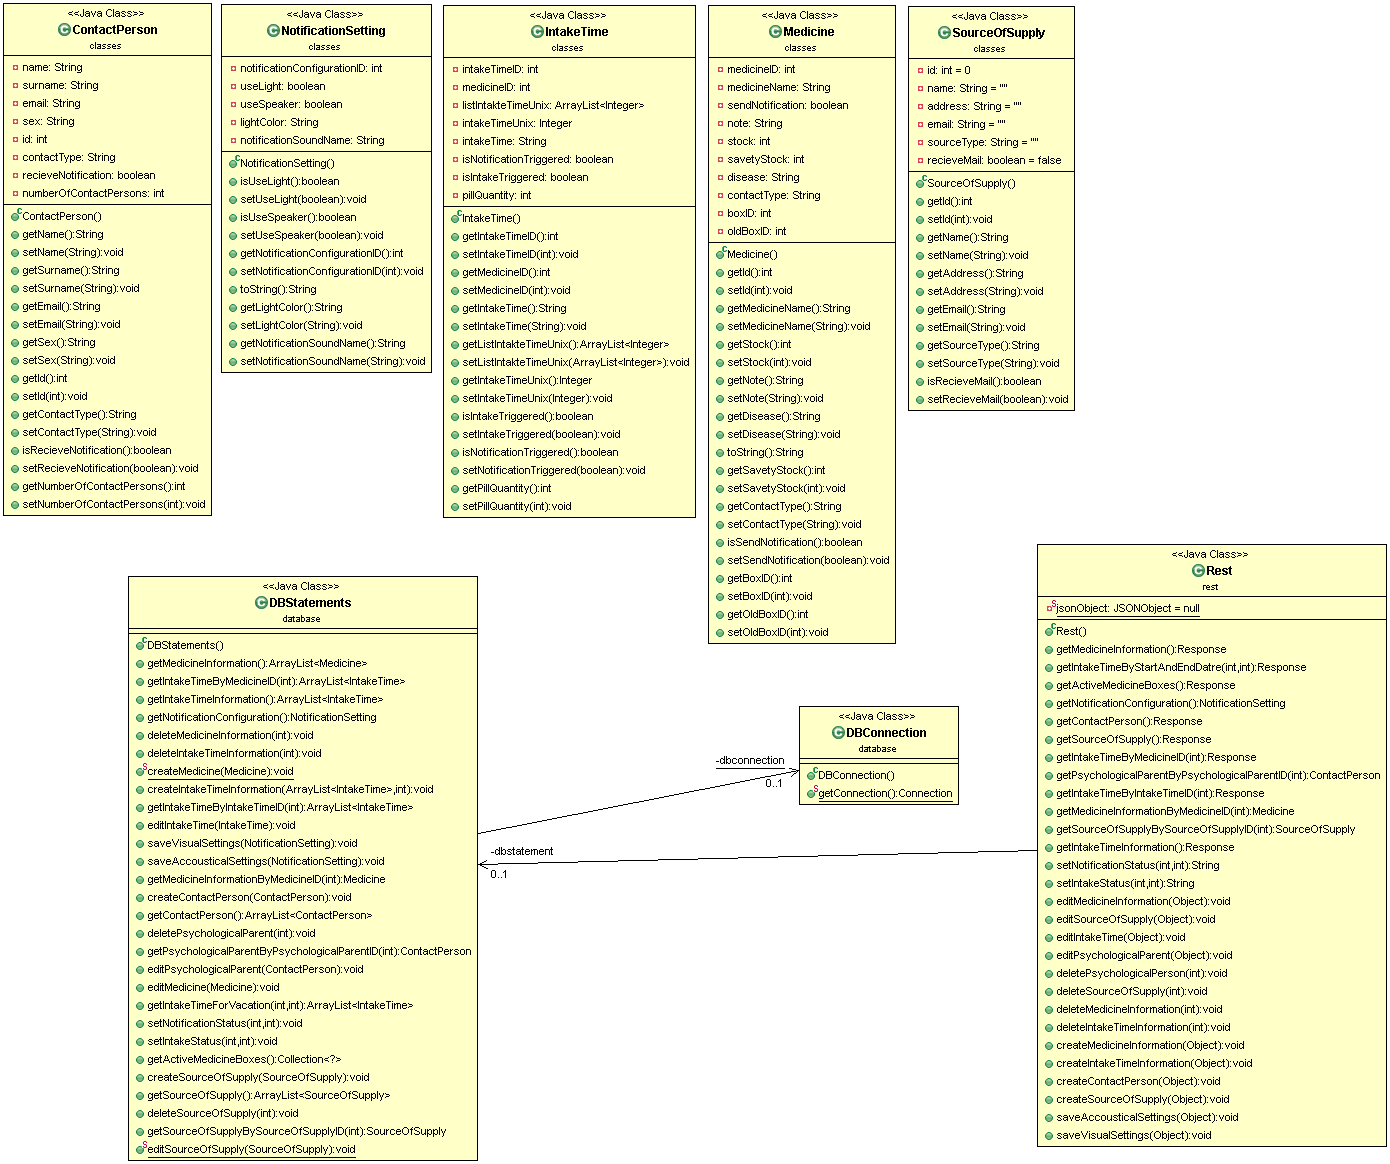 <<Java Class>>
ContactPerson
classes
name: String
surname: String
email: String
sex: String
id: int
contactType: String
recieveNotification: boolean
numberOfContactPersons: int
ContactPerson()
getName():String
setName(String):void
getSurname():String
setSurname(String):void
getEmail():String
setEmail(String):void
getSex():String
setSex(String):void
getId():int
setId(int):void
getContactType():String
setContactType(String):void
isRecieveNotification():boolean
setRecieveNotification(boolean):void
getNumberOfContactPersons():int
setNumberOfContactPersons(int):void
<<Java Class>>
NotificationSetting
classes
notificationConfigurationID: int
useLight: boolean
useSpeaker: boolean
lightColor: String
notificationSoundName: String
NotificationSetting()
isUseLight():boolean
setUseLight(boolean):void
isUseSpeaker():boolean
setUseSpeaker(boolean):void
getNotificationConfigurationID():int
setNotificationConfigurationID(int):void
toString():String
getLightColor():String
setLightColor(String):void
getNotificationSoundName():String
setNotificationSoundName(String):void
<<Java Class>>
IntakeTime
classes
intakeTimeID: int
medicineID: int
listIntakteTimeUnix: ArrayList<Integer>
intakeTimeUnix: Integer
intakeTime: String
isNotificationTriggered: boolean
isIntakeTriggered: boolean
pillQuantity: int
IntakeTime()
getIntakeTimeID():int
setIntakeTimeID(int):void
getMedicineID():int
setMedicineID(int):void
getIntakeTime():String
setIntakeTime(String):void
getListIntakteTimeUnix():ArrayList<Integer>
setListIntakteTimeUnix(ArrayList<Integer>):void
getIntakeTimeUnix():Integer
setIntakeTimeUnix(Integer):void
isIntakeTriggered():boolean
setIntakeTriggered(boolean):void
isNotificationTriggered():boolean
setNotificationTriggered(boolean):void
getPillQuantity():int
setPillQuantity(int):void
<<Java Class>>
Medicine
classes
medicineID: int
medicineName: String
sendNotification: boolean
note: String
stock: int
savetyStock: int
disease: String
contactType: String
boxID: int
oldBoxID: int
Medicine()
getId():int
setId(int):void
getMedicineName():String
setMedicineName(String):void
getStock():int
setStock(int):void
getNote():String
setNote(String):void
getDisease():String
setDisease(String):void
toString():String
getSavetyStock():int
setSavetyStock(int):void
getContactType():String
setContactType(String):void
isSendNotification():boolean
setSendNotification(boolean):void
getBoxID():int
setBoxID(int):void
getOldBoxID():int
setOldBoxID(int):void
<<Java Class>>
SourceOfSupply
classes
id: int = 0
name: String = ""
address: String = ""
email: String = ""
sourceType: String = ""
recieveMail: boolean = false
SourceOfSupply()
getId():int
setId(int):void
getName():String
setName(String):void
getAddress():String
setAddress(String):void
getEmail():String
setEmail(String):void
getSourceType():String
setSourceType(String):void
isRecieveMail():boolean
setRecieveMail(boolean):void
<<Java Class>>
DBStatements
database
DBStatements()
getMedicineInformation():ArrayList<Medicine>
getIntakeTimeByMedicineID(int):ArrayList<IntakeTime>
getIntakeTimeInformation():ArrayList<IntakeTime>
getNotificationConfiguration():NotificationSetting
deleteMedicineInformation(int):void
deleteIntakeTimeInformation(int):void
createMedicine(Medicine):void
createIntakeTimeInformation(ArrayList<IntakeTime>,int):void
getIntakeTimeByIntakeTimeID(int):ArrayList<IntakeTime>
editIntakeTime(IntakeTime):void
saveVisualSettings(NotificationSetting):void
saveAccousticalSettings(NotificationSetting):void
getMedicineInformationByMedicineID(int):Medicine
createContactPerson(ContactPerson):void
getContactPerson():ArrayList<ContactPerson>
deletePsychologicalParent(int):void
getPsychologicalParentByPsychologicalParentID(int):ContactPerson
editPsychologicalParent(ContactPerson):void
editMedicine(Medicine):void
getIntakeTimeForVacation(int,int):ArrayList<IntakeTime>
setNotificationStatus(int,int):void
setIntakeStatus(int,int):void
getActiveMedicineBoxes():Collection<?>
createSourceOfSupply(SourceOfSupply):void
getSourceOfSupply():ArrayList<SourceOfSupply>
deleteSourceOfSupply(int):void
getSourceOfSupplyBySourceOfSupplyID(int):SourceOfSupply
editSourceOfSupply(SourceOfSupply):void
-dbconnection
0..1
-dbstatement
0..1
<<Java Class>>
DBConnection
database
DBConnection()
getConnection():Connection
<<Java Class>>
Rest
rest
jsonObject: JSONObject = null
Rest()
getMedicineInformation():Response
getIntakeTimeByStartAndEndDatre(int,int):Response
getActiveMedicineBoxes():Response
getNotificationConfiguration():NotificationSetting
getContactPerson():Response
getSourceOfSupply():Response
getIntakeTimeByMedicineID(int):Response
getPsychologicalParentByPsychologicalParentID(int):ContactPerson
getIntakeTimeByIntakeTimeID(int):Response
getMedicineInformationByMedicineID(int):Medicine
getSourceOfSupplyBySourceOfSupplyID(int):SourceOfSupply
getIntakeTimeInformation():Response
setNotificationStatus(int,int):String
setIntakeStatus(int,int):String
editMedicineInformation(Object):void
editSourceOfSupply(Object):void
editIntakeTime(Object):void
editPsychologicalParent(Object):void
deletePsychologicalPerson(int):void
deleteSourceOfSupply(int):void
deleteMedicineInformation(int):void
deleteIntakeTimeInformation(int):void
createMedicineInformation(Object):void
createIntakeTimeInformation(Object):void
createContactPerson(Object):void
createSourceOfSupply(Object):void
saveAccousticalSettings(Object):void
saveVisualSettings(Object):void